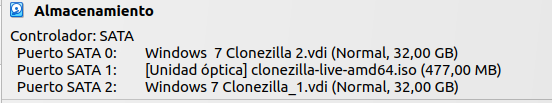 Almacenamiento
Controlador: SATA
Puerto SATA 0: Windows 7 Clonezilla 2.vdi (Normal, 32,00 GB)
Puerto SATA 1: [Unidad óptica] clonezilla-live-amd64.iso (477,00 MB)
Puerto SATA 2: Windows 7 Clonezilla_1.vdi (Normal, 32,00 GB)